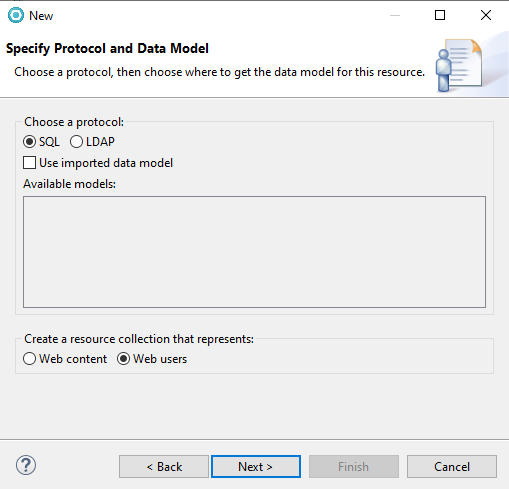 New
Specify Protocol and Data Model
Choose a protocol, then choose where to get the data model for this resource.
Choose a protocol:
SQL LDAP
Use imported data model
Available models:
Create a resource collection that represents:
Web content Web users
? < Back Next > Finish Cancel